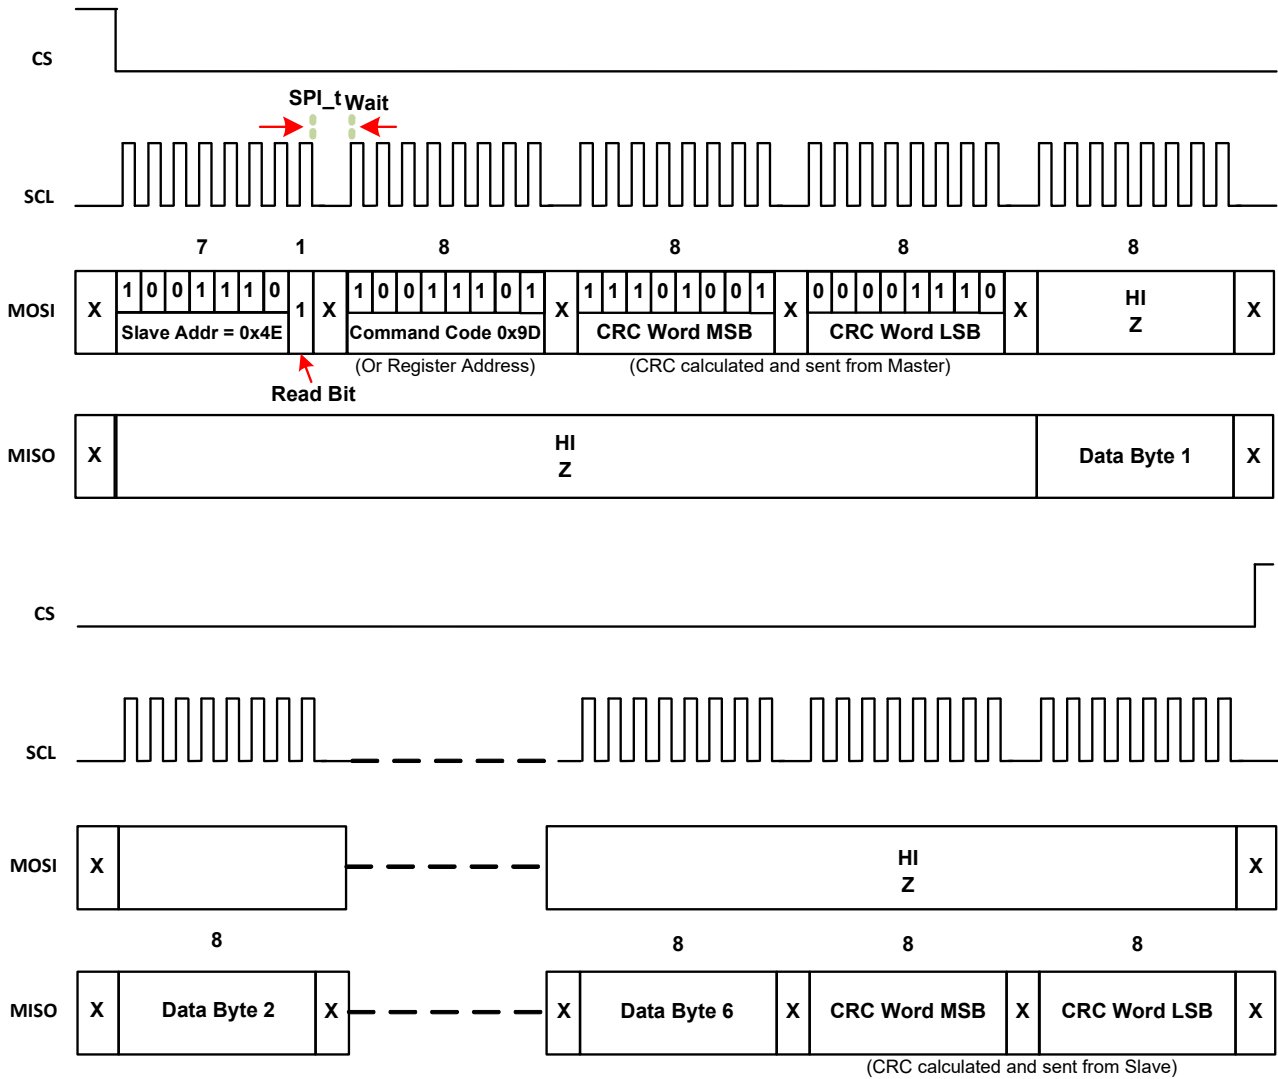 CS
SPI_t Wait
SCL
7 1 8 8 8 8
MOSI X 1 0 0 1 1 1 0 1 X 1 0 0 1 1 1 0 1 X 1 1 1 0 1 0 0 1 X 0 0 0 0 1 1 1 0 X HI Z X
Slave Addr = 0x4E Command Code 0x9D CRC Word MSB CRC Word LSB
(Or Register Address) (CRC calculated and sent from Master)
Read Bit
MISO X HI Z Data Byte 1 X
CS
SCL
MOSI X HI Z X
8 8 8 8
MISO X Data Byte 2 X X Data Byte 6 X CRC Word MSB X CRC Word LSB X
(CRC calculated and sent from Slave)